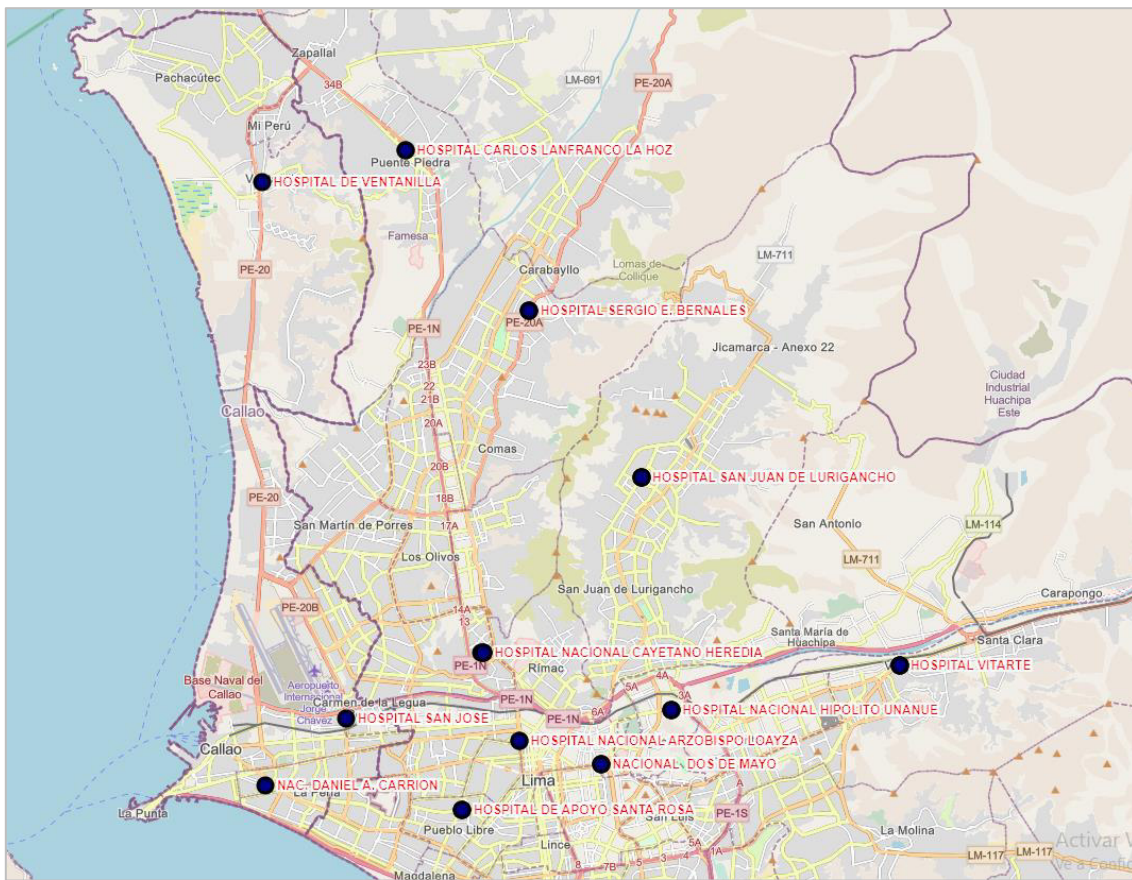 Zapallal
LM-691
PE-20A
Pachacútec
34B
Mi Perú
HOSPITAL CARLOS LANFRANCO LA HOZ
Puente Piedra
HOSPITAL DE VENTANILLA
Famesa
PE-20
Carabayllo
Lomas de
Collique
LM-711
HOSPITAL SERGIO E. BERNALES
PE-20A
PE-1N
Jicamarca - Anexo 22
23B
22
21B
20A
Ciudad
Industrial
Huachipa
Este
Callao
Comas
20B
HOSPITAL SAN JUAN DE LURIGANCHO
PE-20
18B
17A
San Martín de Porres
San Antonio
LM-114
Los Olivos
LM-711
San Juan de Lurigancho
PE-20B
14A
13
Carapongo
Santa María de
Huachipa
Santa Clara
HOSPITAL NACIONAL CAYETANO HEREDIA
PE-1N
Rímac
HOSPITAL VITARTE
Base Naval del
Callao
Aeropuerto
Internacional
Jorge
Chávez
4A
5A
3A
Carmen de la Legua
PE-1N
6A
PE-1N
HOSPITAL NACIONAL HIPOLITO UNANUE
HOSPITAL SAN JOSE
Callao
HOSPITAL NACIONAL ARZOBISPO LOAYZA
NACIONAL DOS DE MAYO
Lima
NAC. DANIEL A. CARRION
La Perla
La Punta
HOSPITAL DE APOYO SANTA ROSA
San Luis
PE-1S
Pueblo Libre
La Molina
Lince
Activar
LM-117
LM-117
5A
1A
4
3
5
7B
8
Magdalena